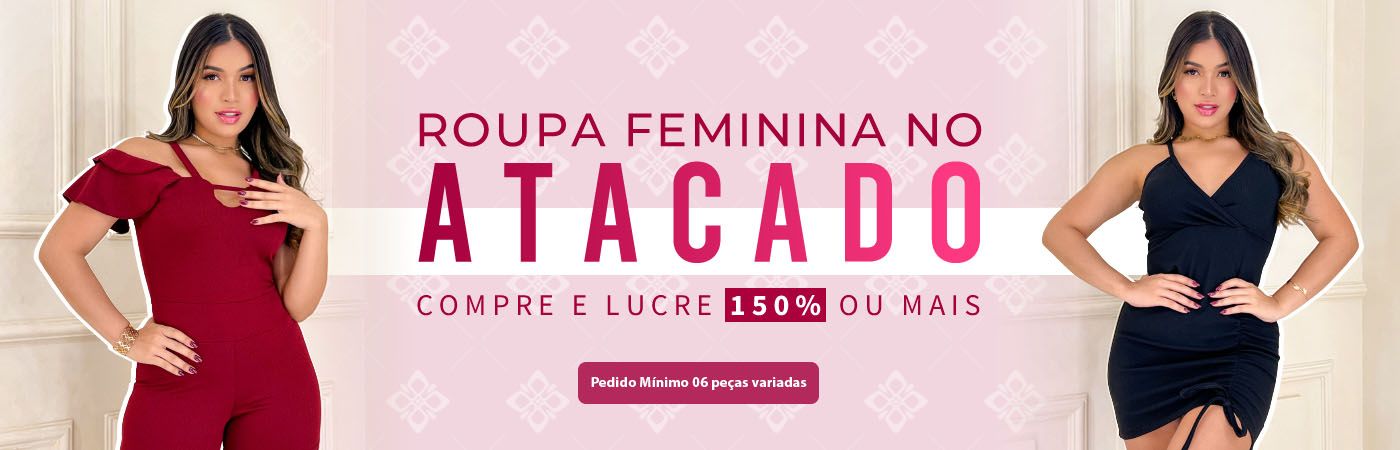 ROUPA FEMININA NO
ATACADO
COMPRE E LUCRE 150% OU MAIS
Pedido Mínimo 06 peças variadas